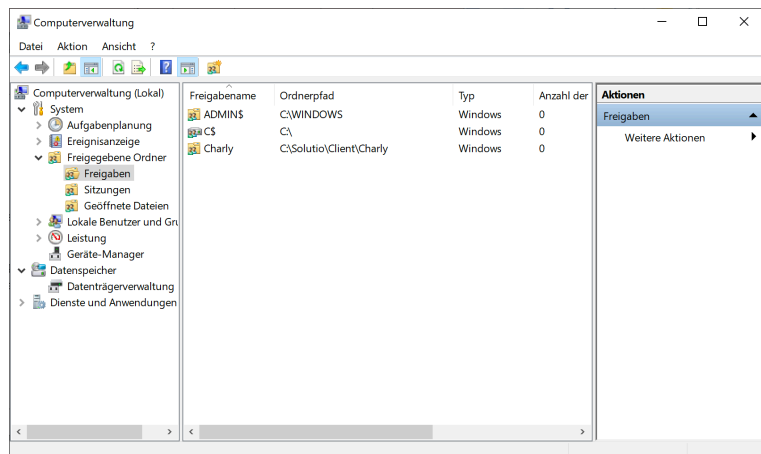 Computerverwaltung
Datei Aktion Ansicht ?
Computerverwaltung (Lokal)
System
Aufgabenplanung
Ereignisanzeige
Freigegebene Ordner
Freigaben
Sitzungen
Geöffnete Dateien
Lokale Benutzer und Gru
Leistung
Geräte-Manager
Datenspeicher
Datenträgerverwaltung
Dienste und Anwendungen
Freigabename Ordnerpfad Typ Anzahl der
ADMIN$ C:\WINDOWS Windows 0
C$ C:\ Windows 0
Charly C:\Solutio\Client\Charly Windows 0
Aktionen
Freigaben
Weitere Aktionen